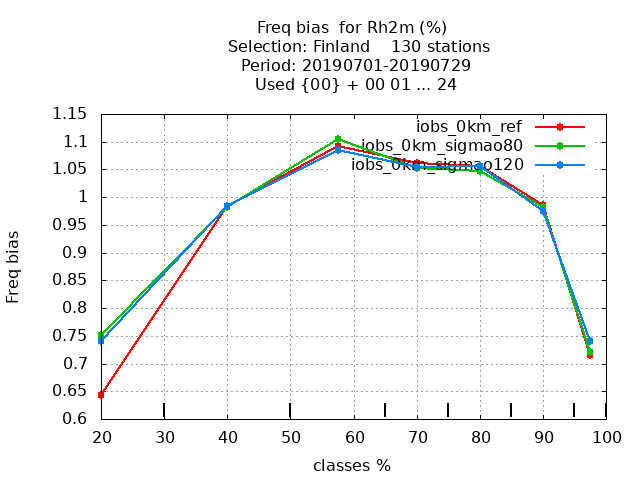 Freq bias  for Rh2m (%)
Selection: Finland    130 stations
Period: 20190701-20190729
Used {00} + 00 01 ... 24
iobs_0km_ref
iobs_0km_sigmao80
iobs_0km_sigmao120
1.15
1.1
1.05
1
0.95
0.9
0.85
0.8
0.75
0.7
0.65
0.6
Freq bias
20 30 40 50 60 70 80 90 100
classes %